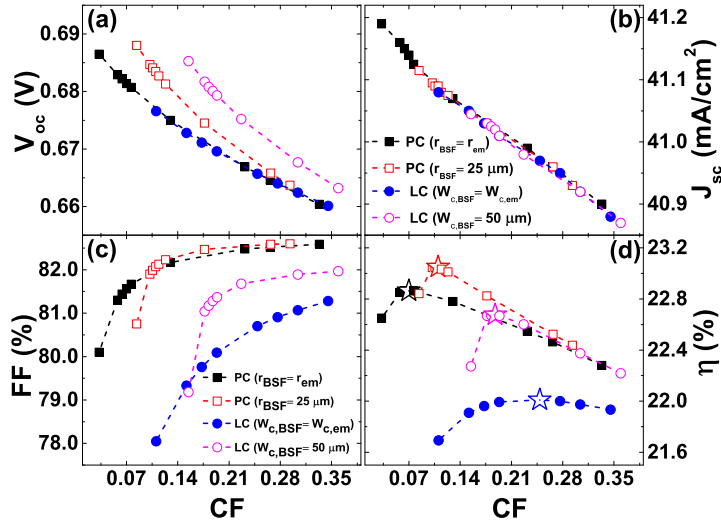 (a)
(b)
V_oc (V)
0.69
0.68
0.67
0.66
41.2
41.1
41.0
40.9
J_sc (mA/cm²)
PC (r_BSF = r_em)
PC (r_BSF = 25 μm)
LC (W_c,BSF = W_c,em)
LC (W_c,BSF = 50 μm)
(c)
(d)
FF (%)
82.0
81.0
80.0
79.0
78.0
23.2
22.8
22.4
22.0
21.6
η (%)
PC (r_BSF = r_em)
PC (r_BSF = 25 μm)
LC (W_c,BSF = W_c,em)
LC (W_c,BSF = 50 μm)
0.07 0.14 0.21 0.28 0.35
0.07 0.14 0.21 0.28 0.35
CF
CF